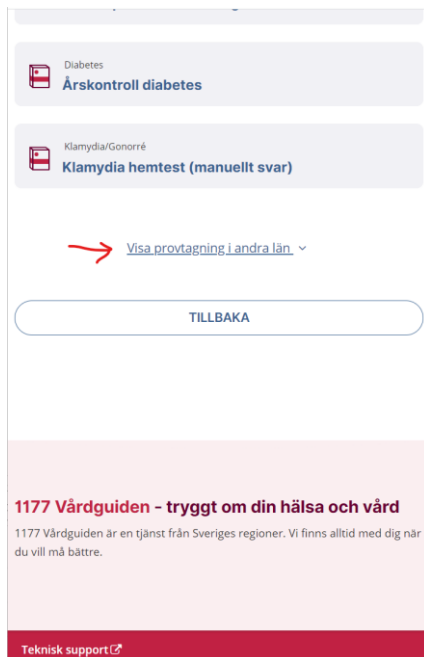 Diabetes
Årskontroll diabetes
Klamydia/Gonorré
Klamydia hemtest (manuellt svar)
Visa provtagning i andra län
TILLBAKA
1177 Vårdguiden - tryggt om din hälsa och vård
1177 Vårdguiden är en tjänst från Sveriges regioner. Vi finns alltid med dig när
du vill må bättre.
Teknisk support